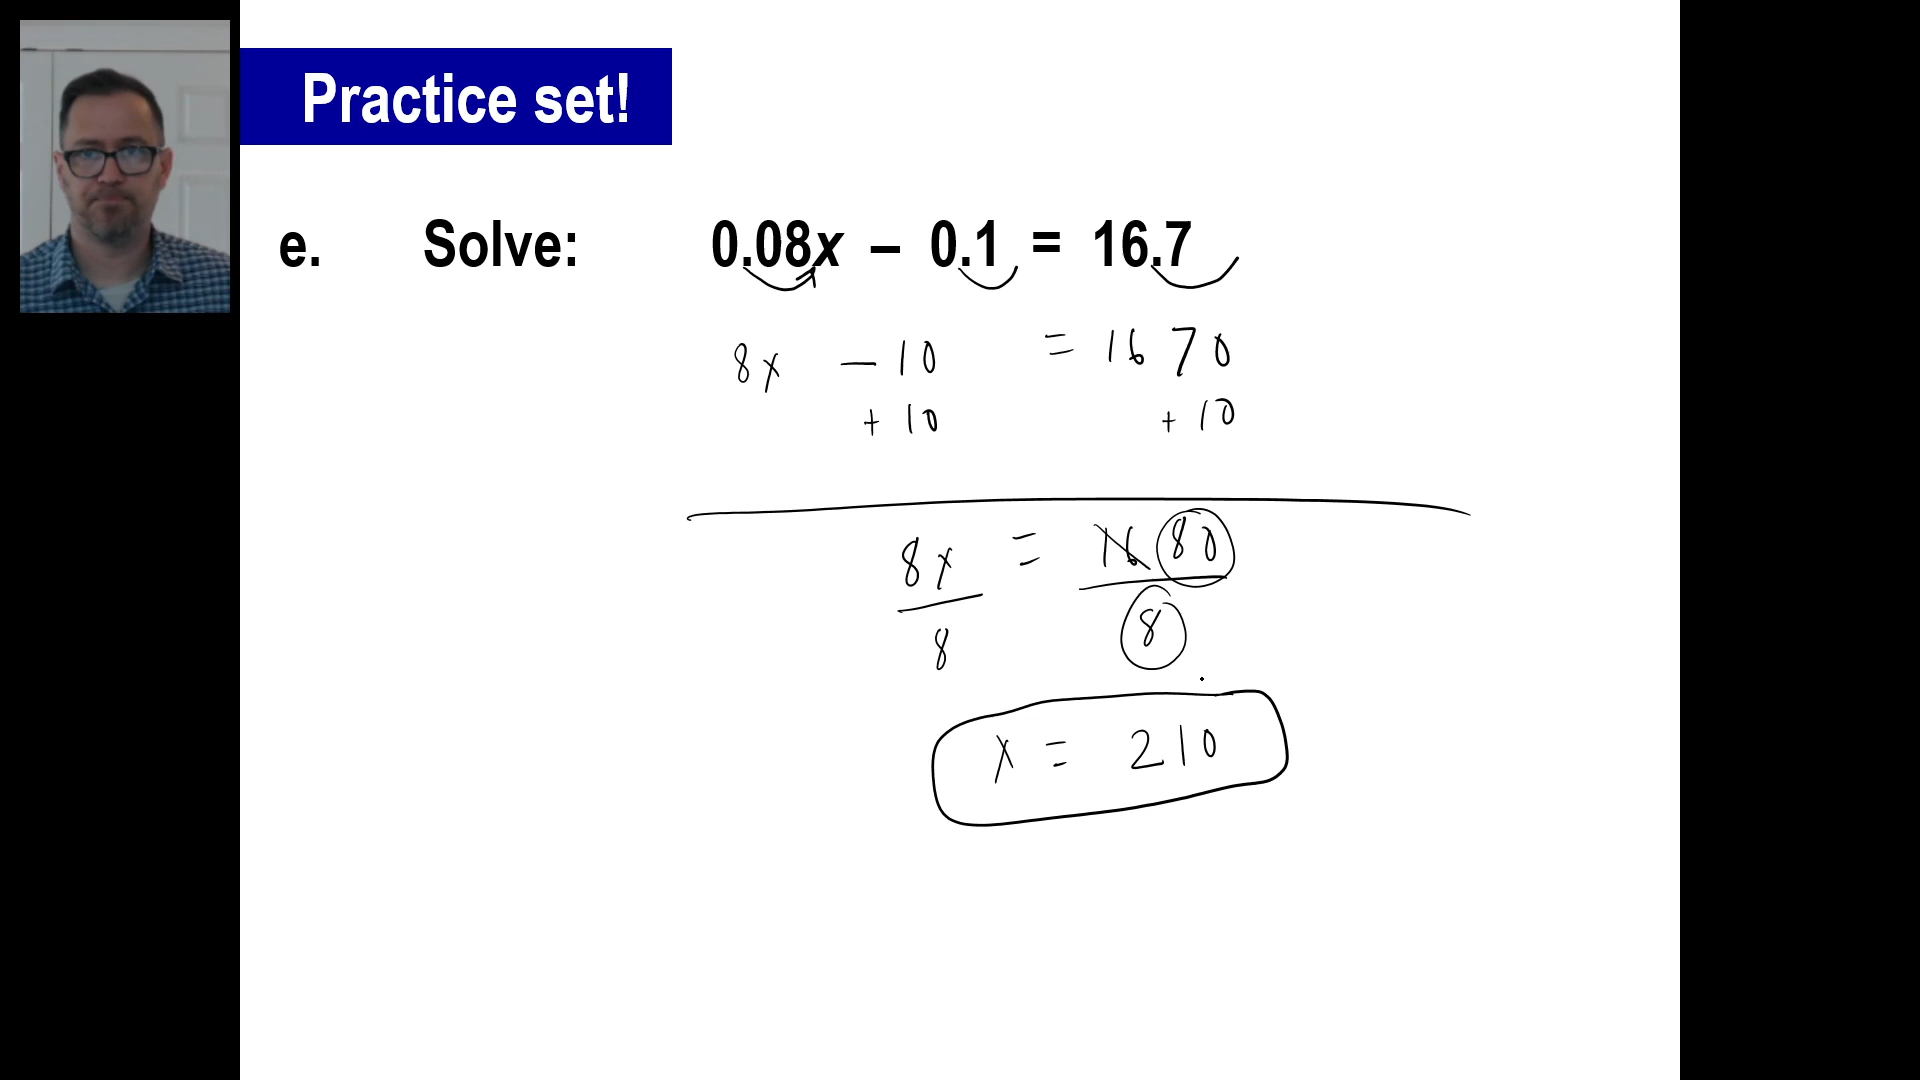 Practice set!
e. Solve: 0.08x – 0.1 = 16.7
8x – 10 = 1670
+ 10 + 10
8x = 1680
8 8
x = 210